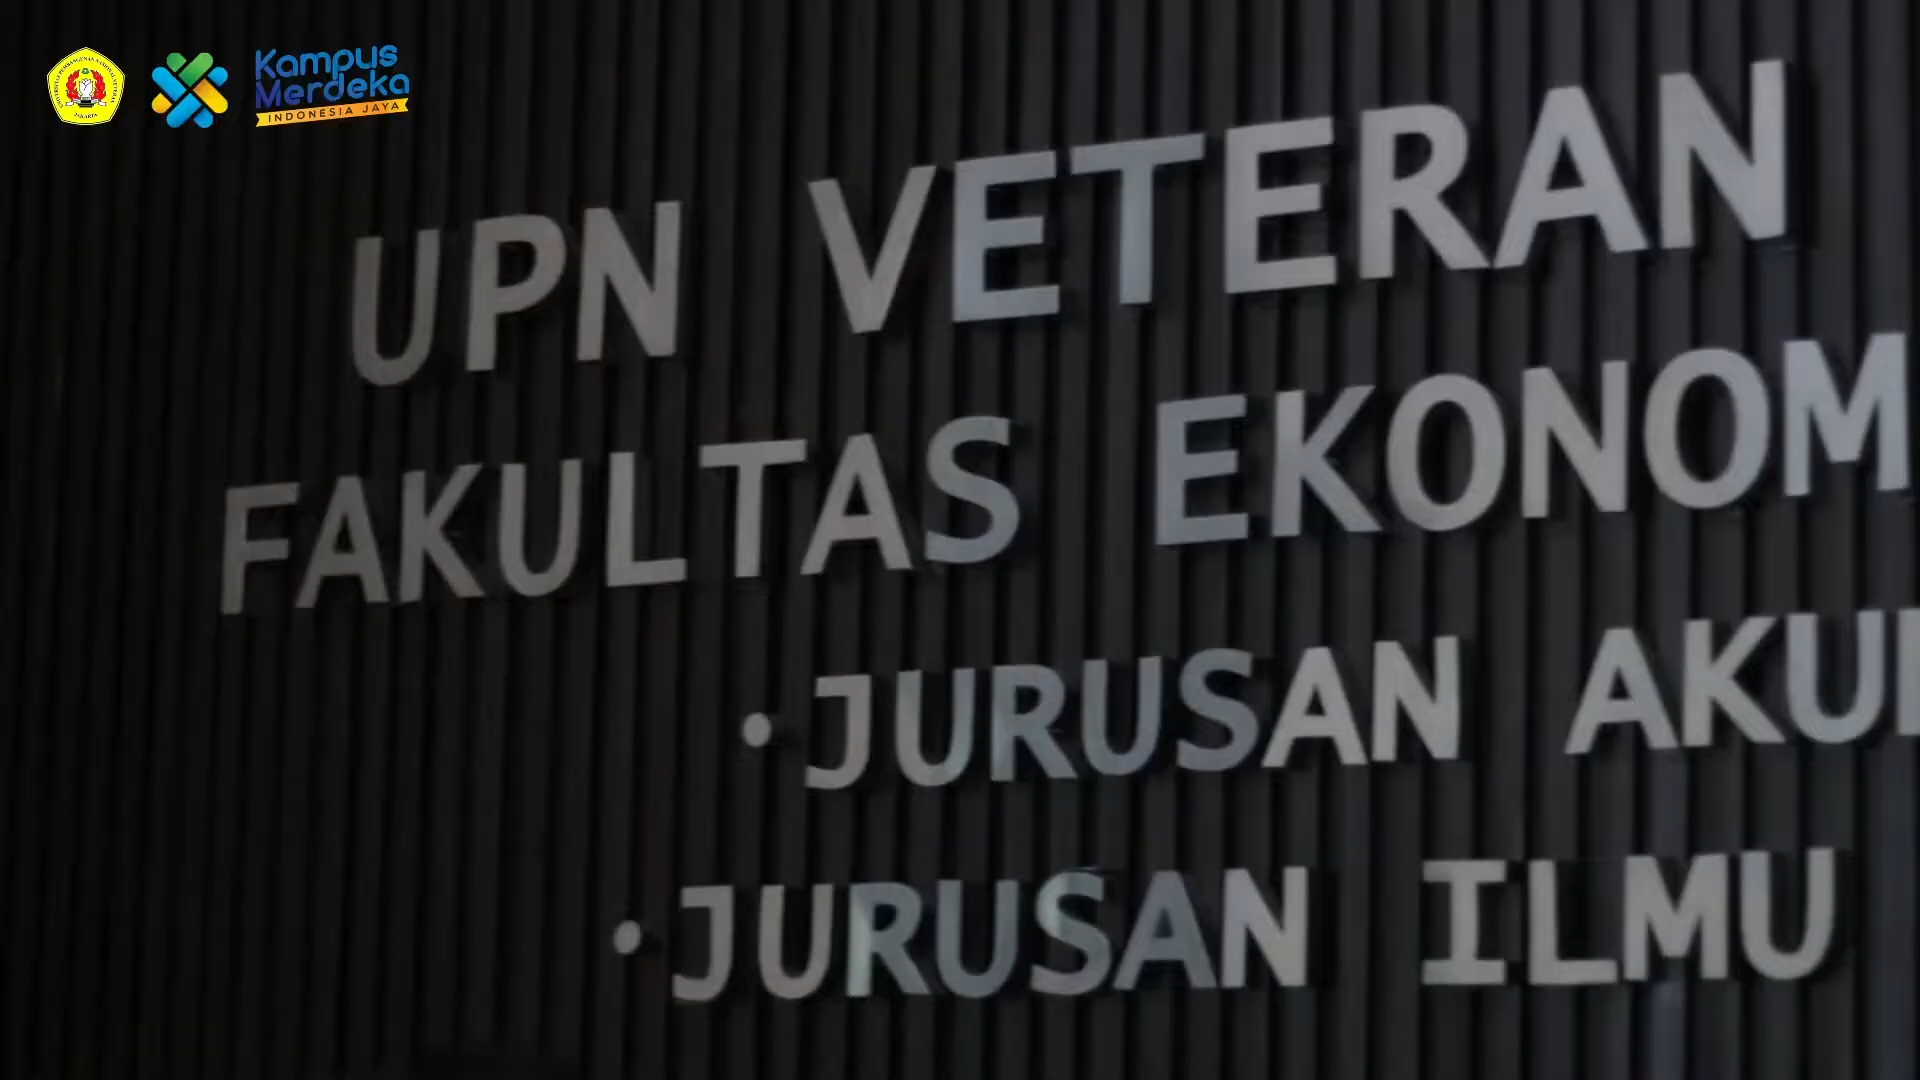 Kampus
Merdeka
INDONESIA JAYA
UPN VETERAN
FAKULTAS EKONOM
• JURUSAN AKU
• JURUSAN ILMU